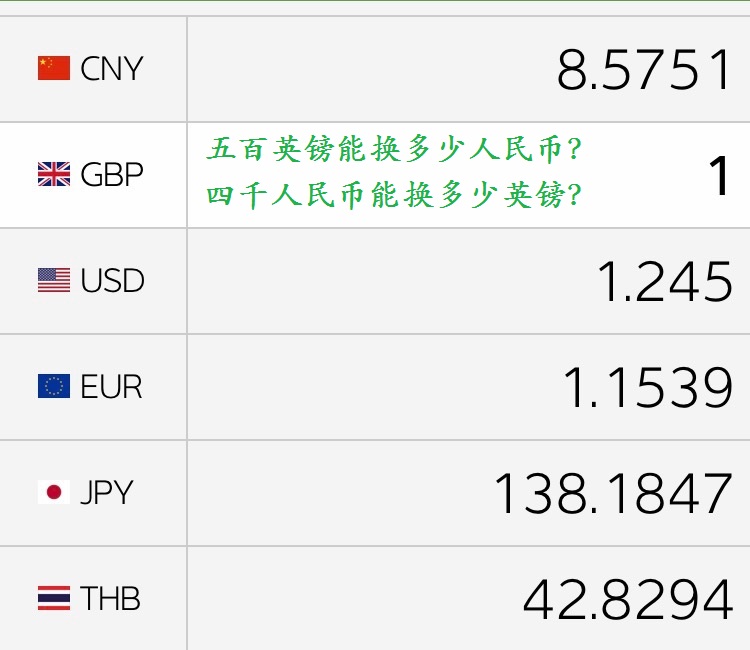 CNY 8.5751
五百英镑能换多少人民币?
GBP 1
四千人民币能换多少英镑?
USD 1.245
EUR 1.1539
JPY 138.1847
THB 42.8294